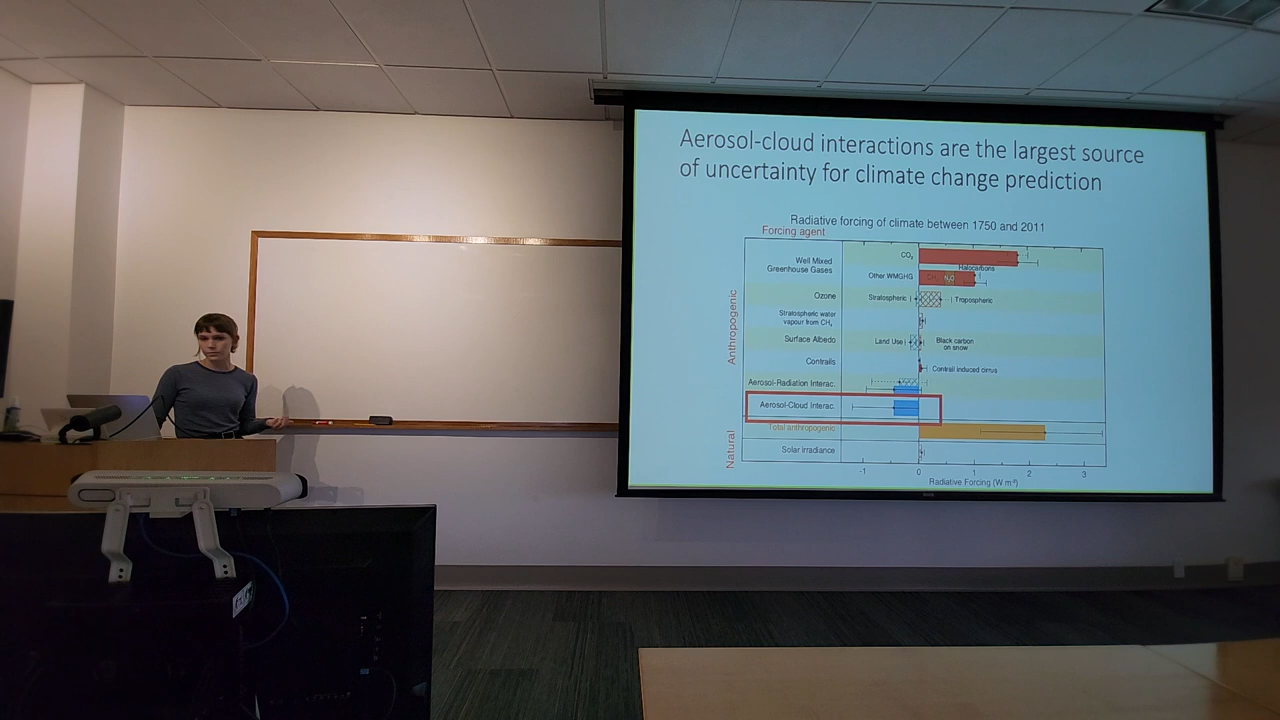 Aerosol-cloud interactions are the largest source
of uncertainty for climate change prediction
Radiative forcing of climate between 1750 and 2011
Forcing agent
Anthropogenic
Natural
Well Mixed
Greenhouse Gases
CO₂
Other WMGHG
CH₄
N₂O
Halocarbons
Ozone
Stratospheric
Tropospheric
Stratospheric water
vapour from CH₄
Surface Albedo
Land Use
Black carbon
on snow
Contrails
Contrail induced cirrus
Aerosol-Radiation Interac.
Aerosol-Cloud Interac.
Total anthropogenic
Solar irradiance
-1 0 1 2 3
Radiative Forcing (W m⁻²)